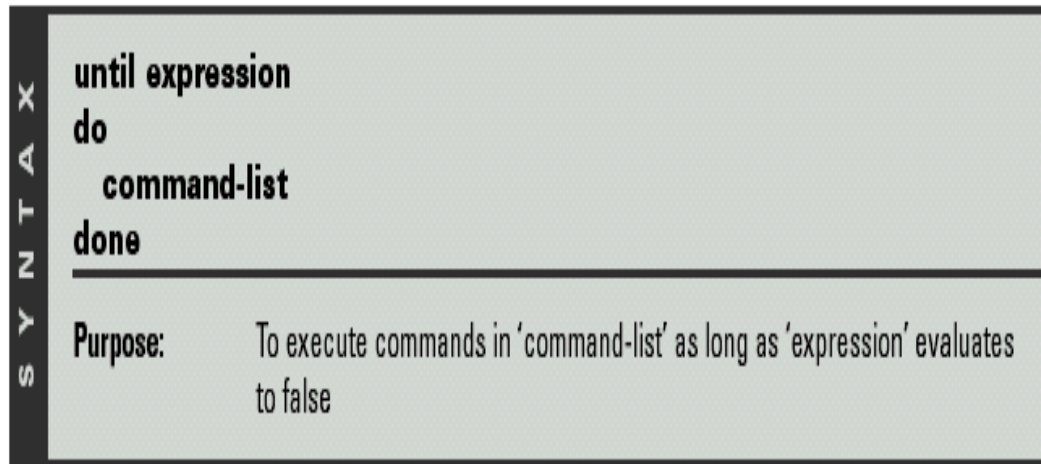 SYNTAX
until expression
do
command-list
done
Purpose: To execute commands in ‘command-list’ as long as ‘expression’ evaluates
to false